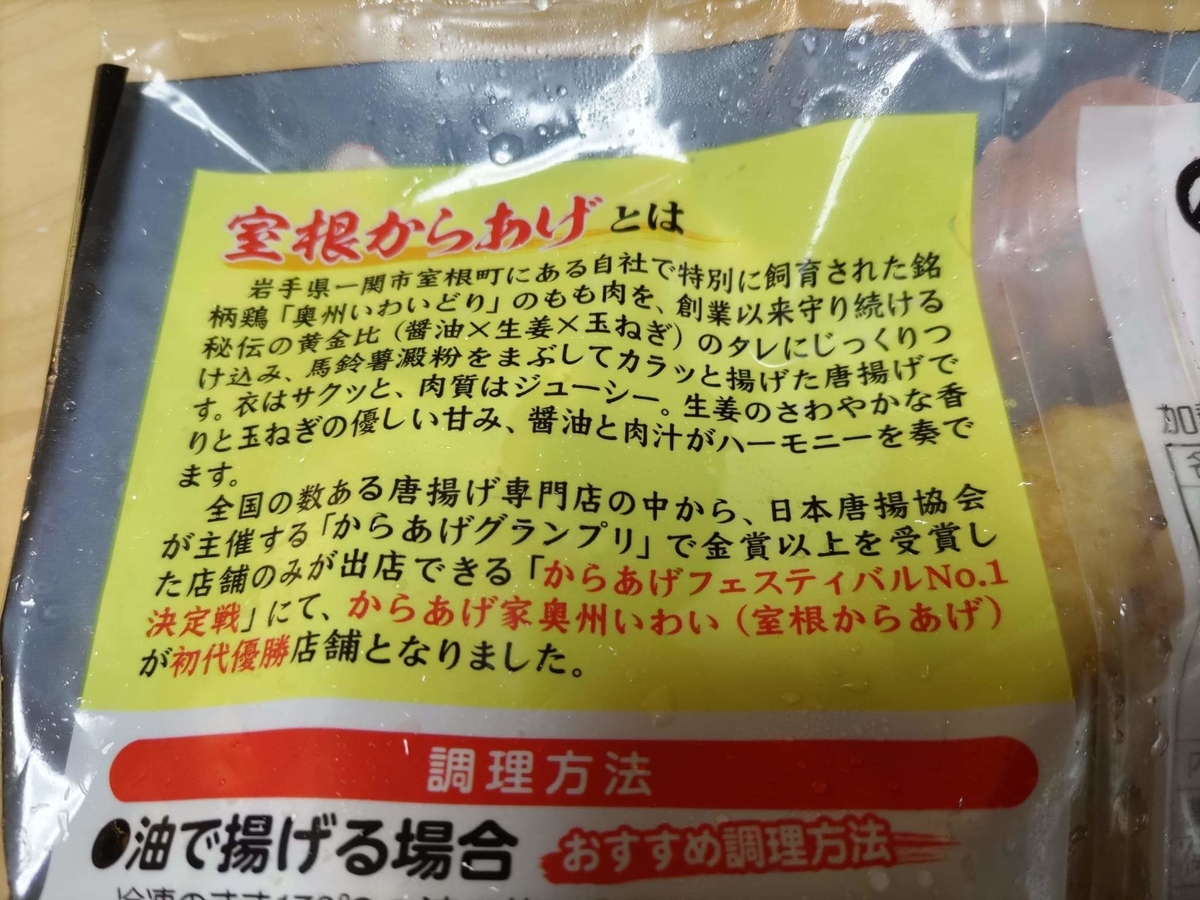 室根からあげとは
岩手県一関市室根町にある自社で特別に飼育された銘
柄鶏「奥州いわいどり」のもも肉を、創業以来守り続ける
秘伝の黄金比（醤油×生姜×玉ねぎ）のタレにじっくりつ
け込み、馬鈴薯澱粉をまぶしてカラッと揚げた唐揚げで
す。衣はサクッと、肉質はジューシー。生姜のさわやかな香
りと玉ねぎの優しい甘み、醤油と肉汁がハーモニーを奏で
ます。
全国の数ある唐揚げ専門店の中から、日本唐揚協会
が主催する「からあげグランプリ」で金賞以上を受賞し
た店舗のみが出店できる「からあげフェスティバルNo.1
決定戦」にて、からあげ家奥州いわい（室根からあげ）
が初代優勝店舗となりました。
調理方法
●油で揚げる場合 おすすめ調理方法
加